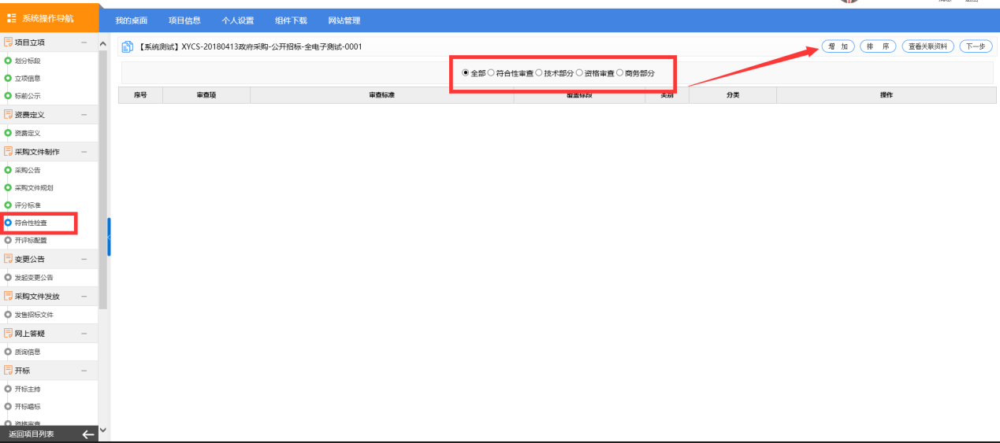 系统操作导航
我的桌面 项目信息 个人设置 组件下载 网站管理
项目立项
划分标段
立项信息
标前公示
资费定义
资费定义
采购文件制作
采购公告
采购文件规划
评分标准
符合性检查
开评标配置
变更公告
发起变更公告
采购文件发放
发售招标文件
网上答疑
质询信息
开标
开标主持
开标唱标
资格审查
返回项目列表
【系统测试】XYCS-20180413政府采购-公开招标-全电子测试-0001
增 加 排 序 查看关联资料 下一步
全部 符合性审查 技术部分 资格审查 商务部分
序号 审查项 审查标准 覆盖标段 类别 分类 操作